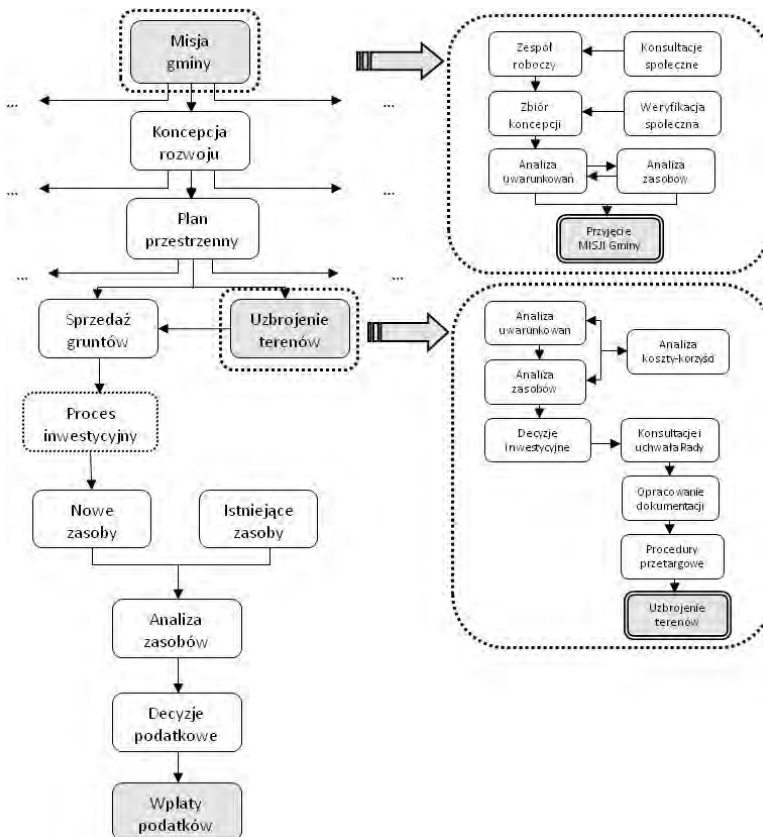 Misja
gminy
...
...
Koncepcja
rozwoju
...
...
Plan
przestrzenny
...
...
Sprzedaż
gruntów
Uzbrojenie
terenów
Proces
inwestycyjny
Nowe
zasoby
Istniejące
zasoby
Analiza
zasobów
Decyzje
podatkowe
Wpłaty
podatków
Zespół
roboczy
Konsultacje
społeczne
Zbiór
koncepcji
Weryfikacja
społeczna
Analiza
uwarunkowań
Analiza
zasobów
Przyjęcie
MISJI Gminy
Analiza
uwarunkowań
Analiza
koszty-korzyści
Analiza
zasobów
Decyzje
inwestycyjne
Konsultacje i
uchwała Rady
Opracowanie
dokumentacji
Procedury
przetargowe
Uzbrojenie
terenów